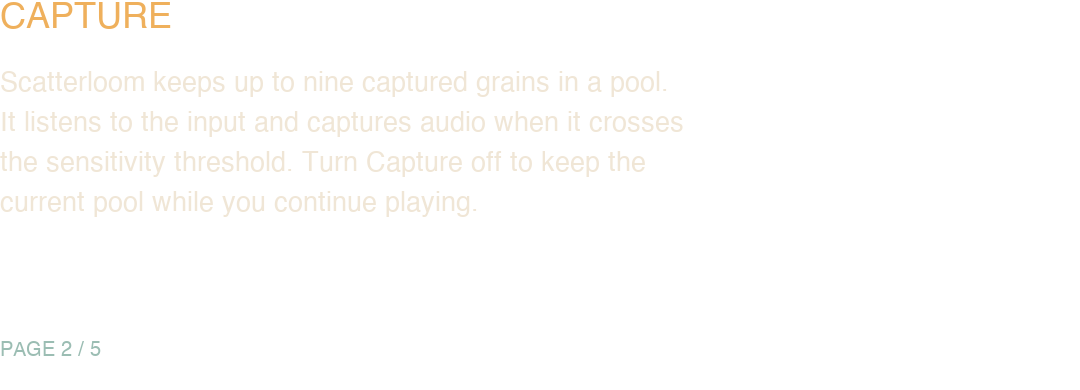 CAPTURE
Scatterloom keeps up to nine captured grains in a pool.
It listens to the input and captures audio when it crosses
the sensitivity threshold. Turn Capture off to keep the
current pool while you continue playing.
PAGE 2 / 5